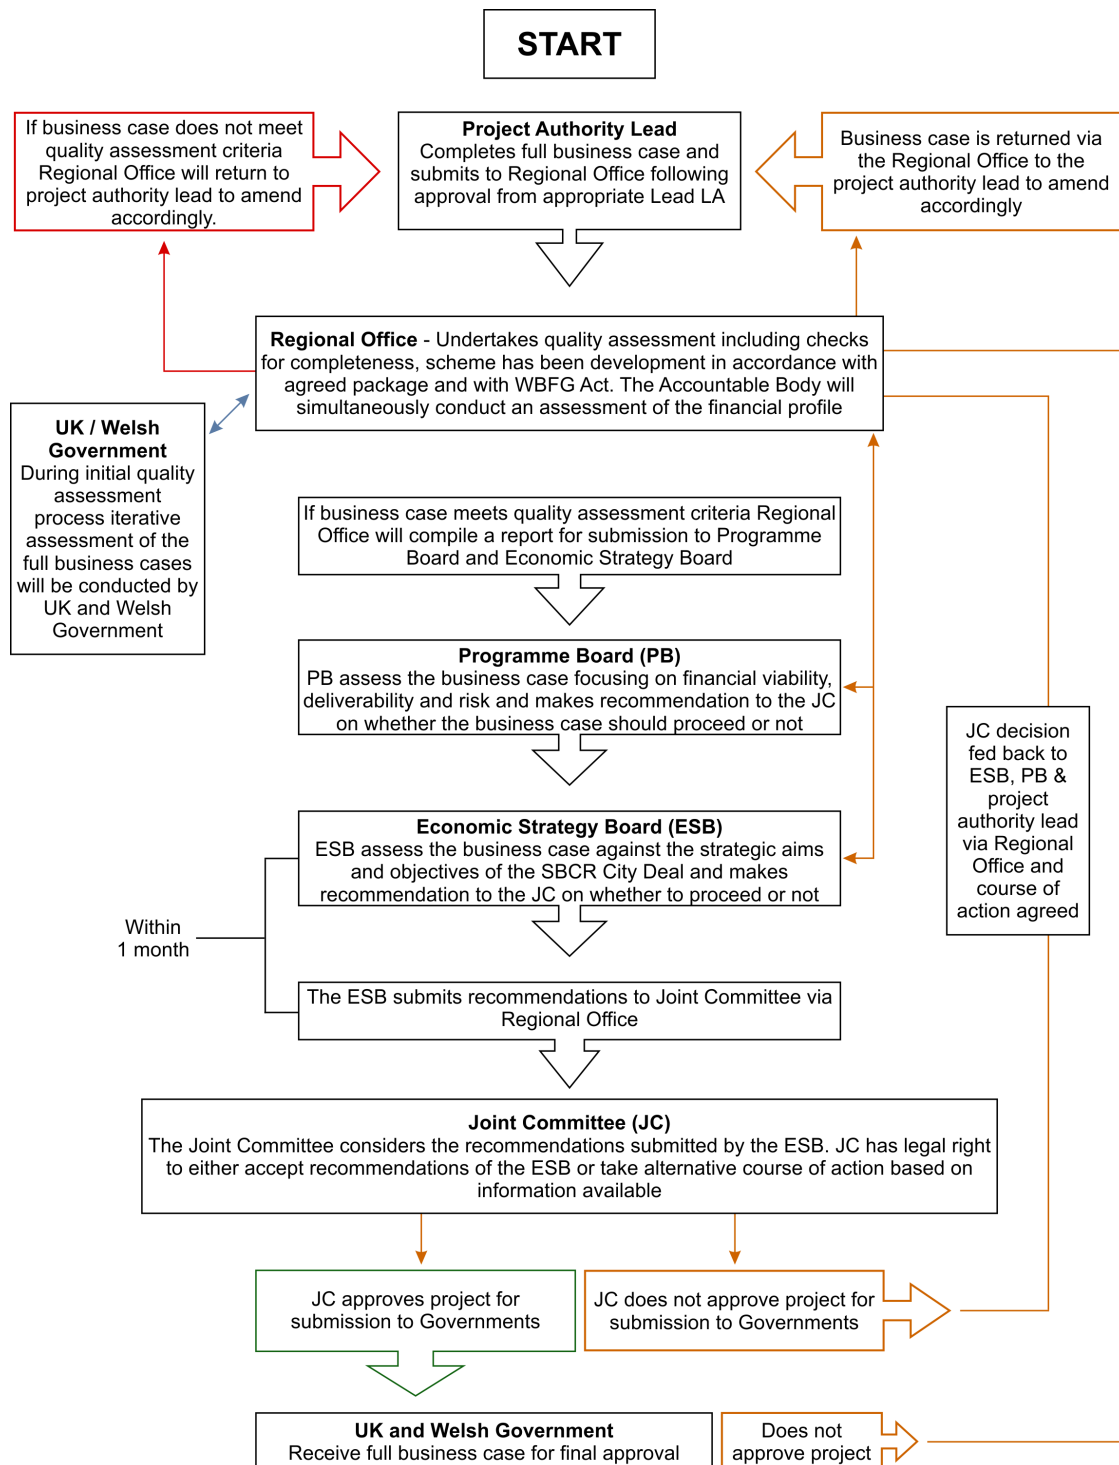 START
If business case does not meet
quality assessment criteria
Regional Office will return to
project authority lead to amend
accordingly.
Project Authority Lead
Completes full business case and
submits to Regional Office following
approval from appropriate Lead LA
Business case is returned via
the Regional Office to the
project authority lead to amend
accordingly
Regional Office - Undertakes quality assessment including checks
for completeness, scheme has been development in accordance with
agreed package and with WBFG Act. The Accountable Body will
simultaneously conduct an assessment of the financial profile
UK / Welsh
Government
During initial quality
assessment
process iterative
assessment of the
full business cases
will be conducted by
UK and Welsh
Government
If business case meets quality assessment criteria Regional
Office will compile a report for submission to Programme
Board and Economic Strategy Board
Programme Board (PB)
PB assess the business case focusing on financial viability,
deliverability and risk and makes recommendation to the JC
on whether the business case should proceed or not
JC decision
fed back to
ESB, PB &
project
authority lead
via Regional
Office and
course of
action agreed
Economic Strategy Board (ESB)
ESB assess the business case against the strategic aims
and objectives of the SBCR City Deal and makes
recommendation to the JC on whether to proceed or not
Within
1 month
The ESB submits recommendations to Joint Committee via
Regional Office
Joint Committee (JC)
The Joint Committee considers the recommendations submitted by the ESB. JC has legal right
to either accept recommendations of the ESB or take alternative course of action based on
information available
JC approves project for
submission to Governments
JC does not approve project for
submission to Governments
UK and Welsh Government
Receive full business case for final approval
Does not
approve project